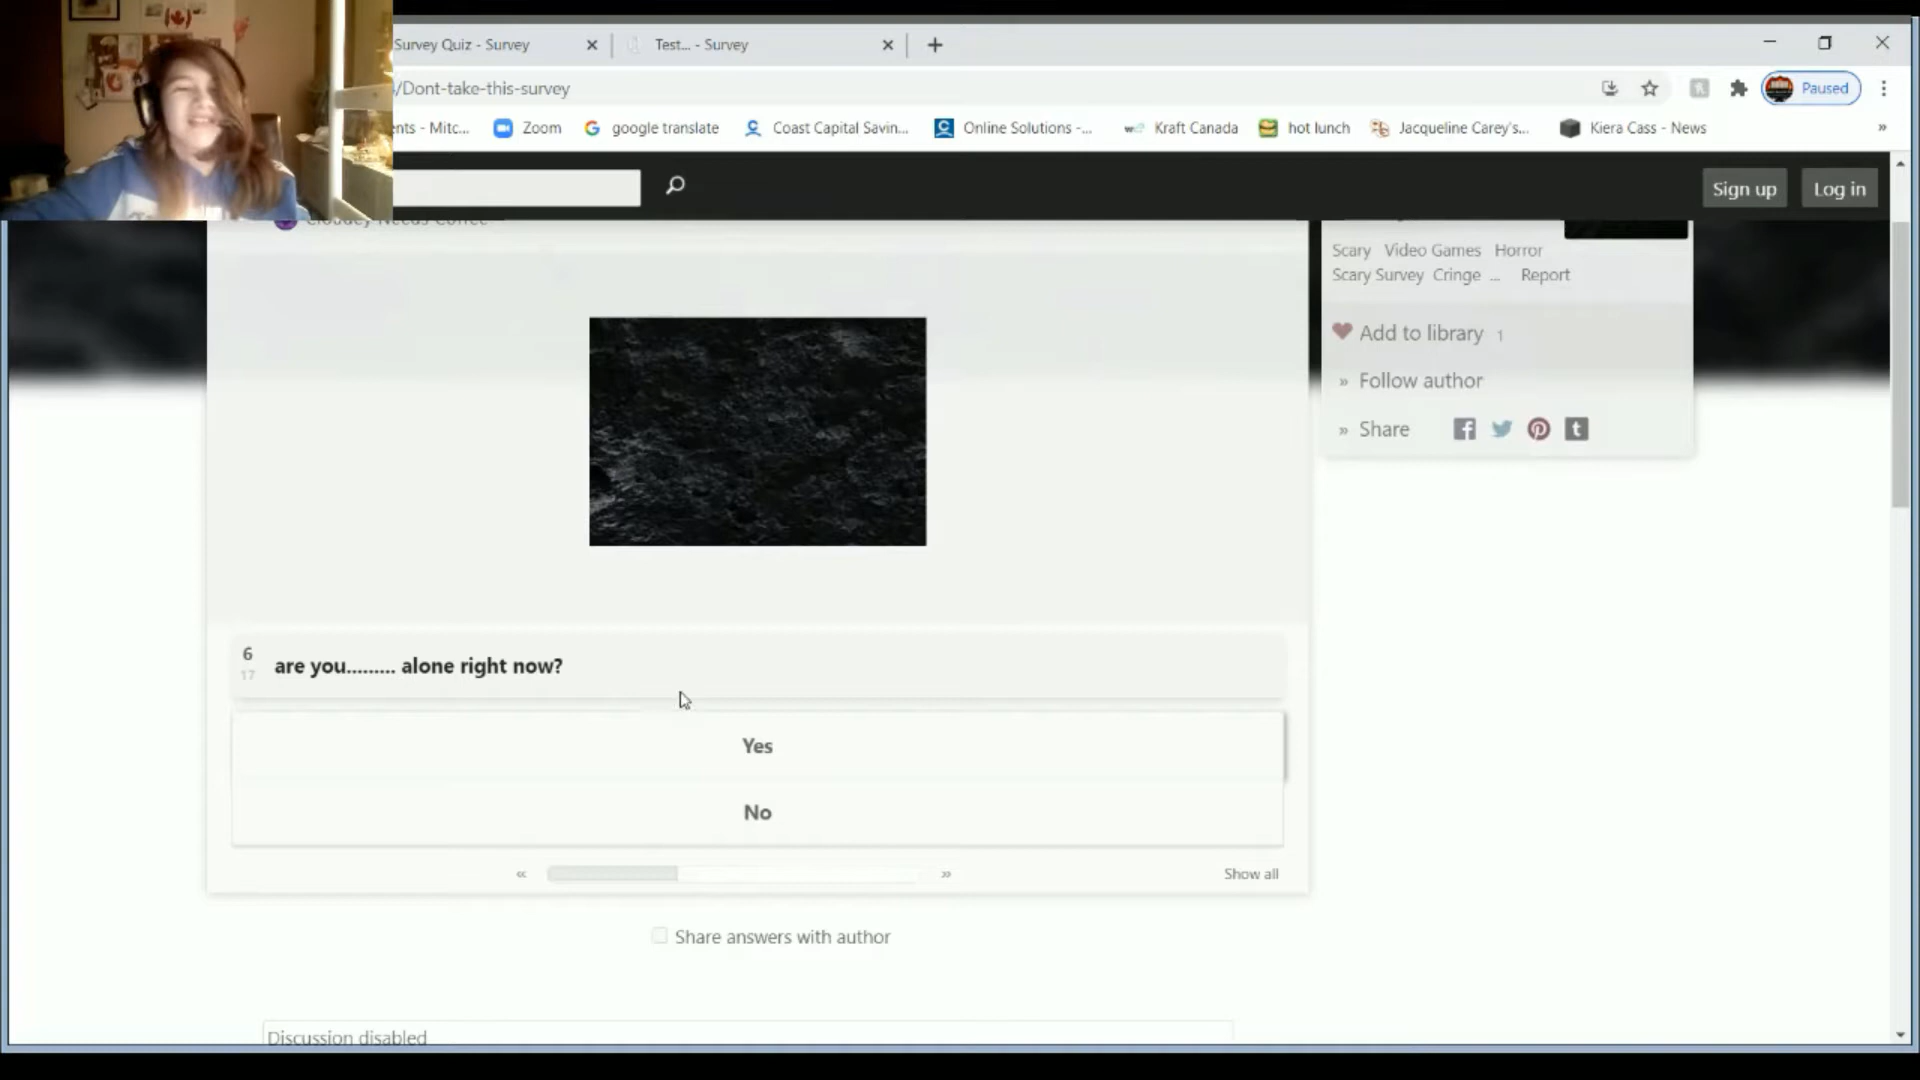 Survey Quiz - Survey
Test... - Survey
/Dont-take-this-survey
Paused
ents - Mitc...
Zoom
google translate
Coast Capital Savin...
Online Solutions -...
Kraft Canada
hot lunch
Jacqueline Carey's...
Kiera Cass - News
»
Sign up
Log in
Scary Video Games Horror
Scary Survey Cringe ... Report
Add to library 1
» Follow author
» Share
6
17
are you......... alone right now?
Yes
No
«
»
Show all
Share answers with author
Discussion disabled